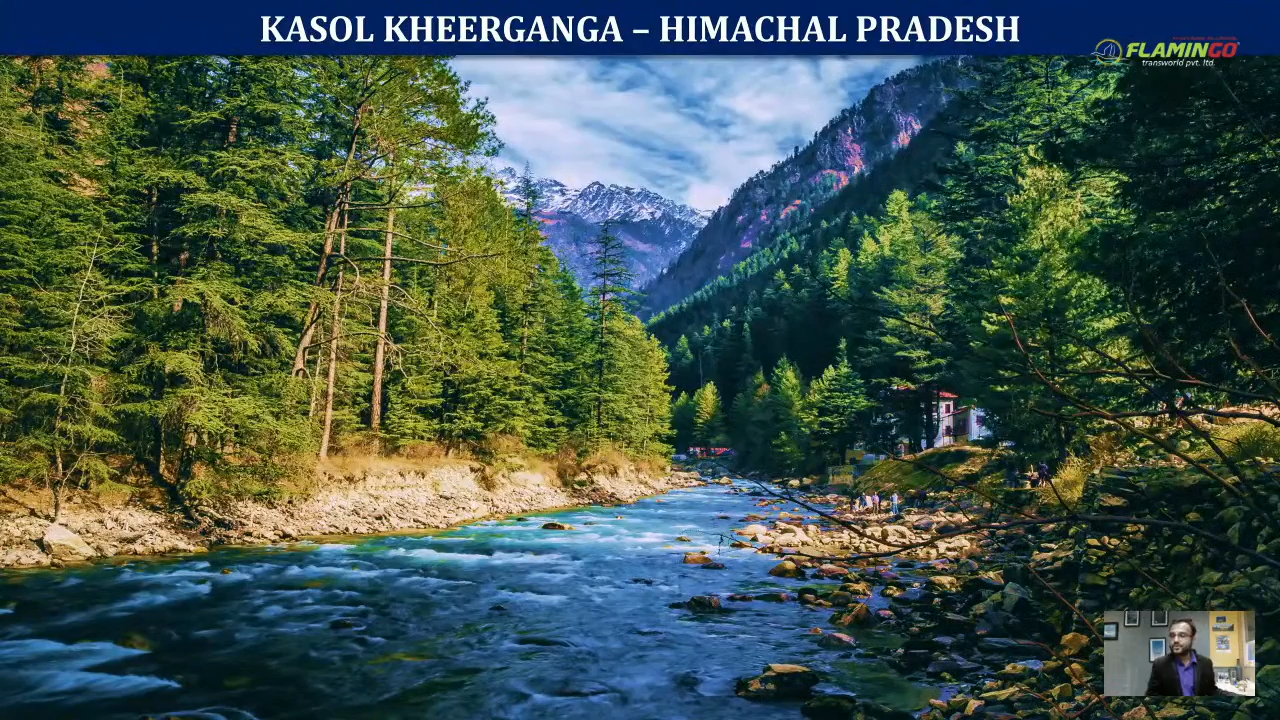 KASOL KHEERGANGA – HIMACHAL PRADESH
FLAMINGO
transworld pvt. ltd.